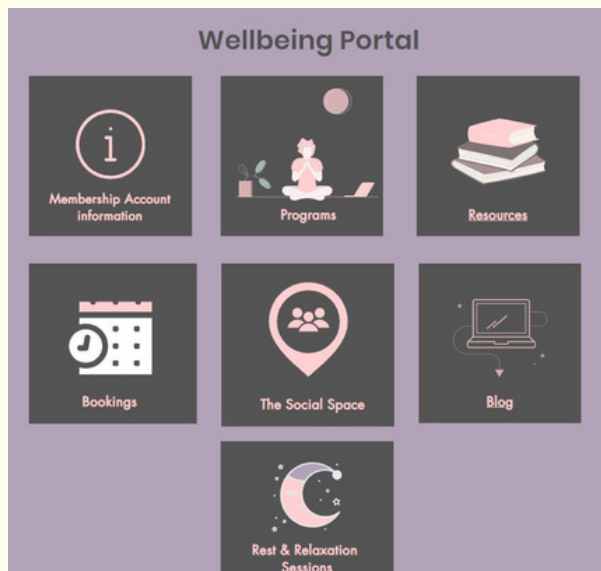 Wellbeing Portal
i
Membership Account
information
Programs
Resources
Bookings
The Social Space
Blog
Rest & Relaxation
Sessions